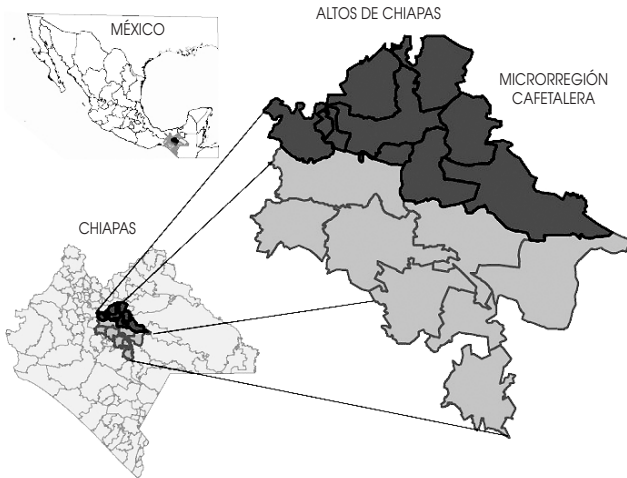 MÉXICO
ALTOS DE CHIAPAS
MICRORREGIÓN
CAFETALERA
CHIAPAS